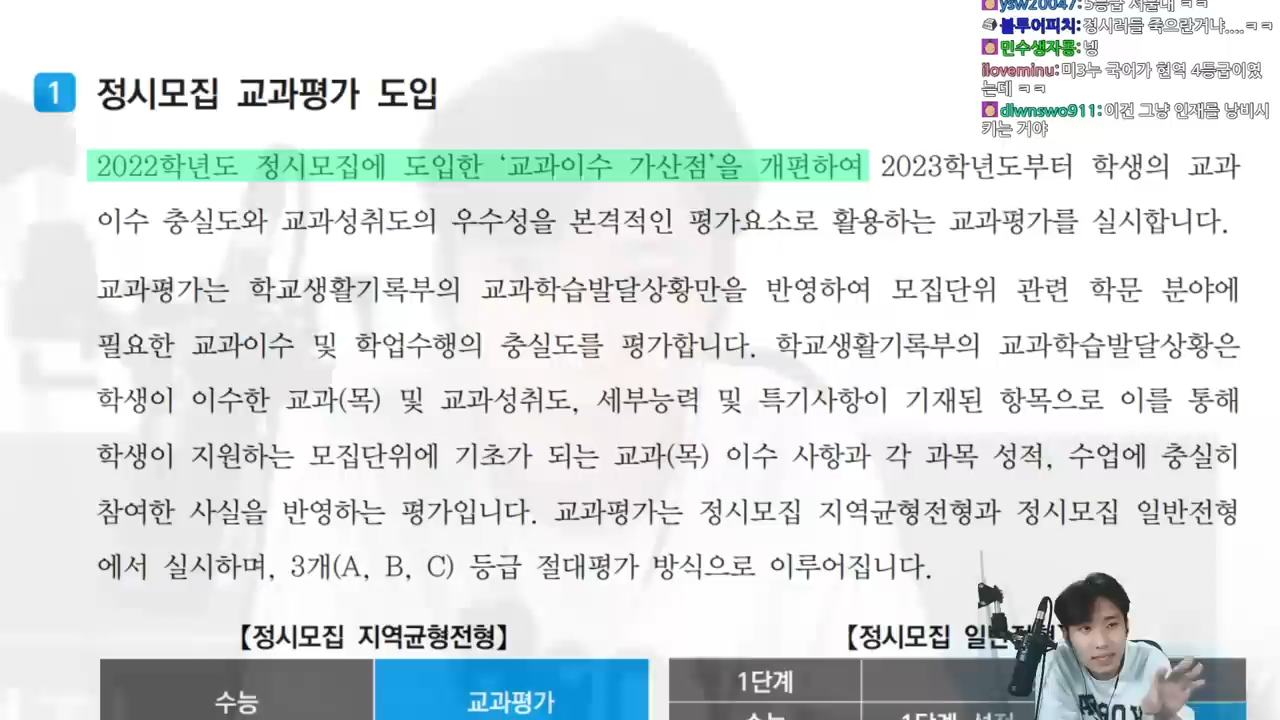 ysw20047: 5등급 서울대 ㅋㅋ
불투어피치: 정시러들 죽으란거냐....ㅋㅋ
민수생자룡: 넹
iloveminu: 미3누 국어가 현역 4등급이었
는데 ㅋㅋ
dlwnswo911: 이건 그냥 인재를 낭비시
키는 거야
1 정시모집 교과평가 도입
2022학년도 정시모집에 도입한 ‘교과이수 가산점’을 개편하여 2023학년도부터 학생의 교과
이수 충실도와 교과성취도의 우수성을 본격적인 평가요소로 활용하는 교과평가를 실시합니다.
교과평가는 학교생활기록부의 교과학습발달상황만을 반영하여 모집단위 관련 학문 분야에
필요한 교과이수 및 학업수행의 충실도를 평가합니다. 학교생활기록부의 교과학습발달상황은
학생이 이수한 교과(목) 및 교과성취도, 세부능력 및 특기사항이 기재된 항목으로 이를 통해
학생이 지원하는 모집단위에 기초가 되는 교과(목) 이수 사항과 각 과목 성적, 수업에 충실히
참여한 사실을 반영하는 평가입니다. 교과평가는 정시모집 지역균형전형과 정시모집 일반전형
에서 실시하며, 3개(A, B, C) 등급 절대평가 방식으로 이루어집니다.
【정시모집 지역균형전형】
【정시모집 일반전형】
수능 교과평가
1단계
수능 1단계 성적